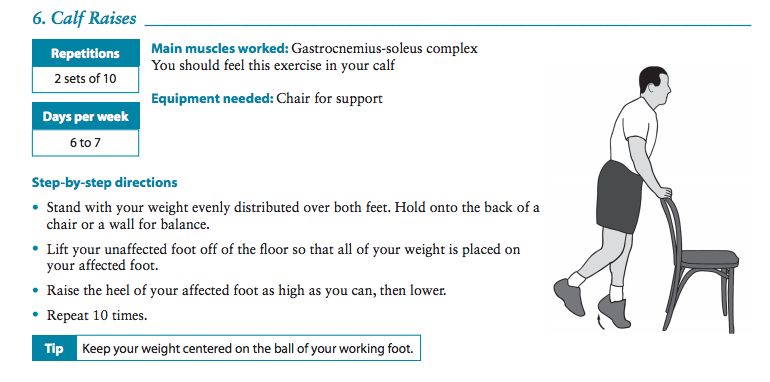 6. Calf Raises
Repetitions
2 sets of 10
Days per week
6 to 7
Main muscles worked: Gastrocnemius-soleus complex
You should feel this exercise in your calf
Equipment needed: Chair for support
Step-by-step directions
• Stand with your weight evenly distributed over both feet. Hold onto the back of a
chair or a wall for balance.
• Lift your unaffected foot off of the floor so that all of your weight is placed on
your affected foot.
• Raise the heel of your affected foot as high as you can, then lower.
• Repeat 10 times.
Tip Keep your weight centered on the ball of your working foot.